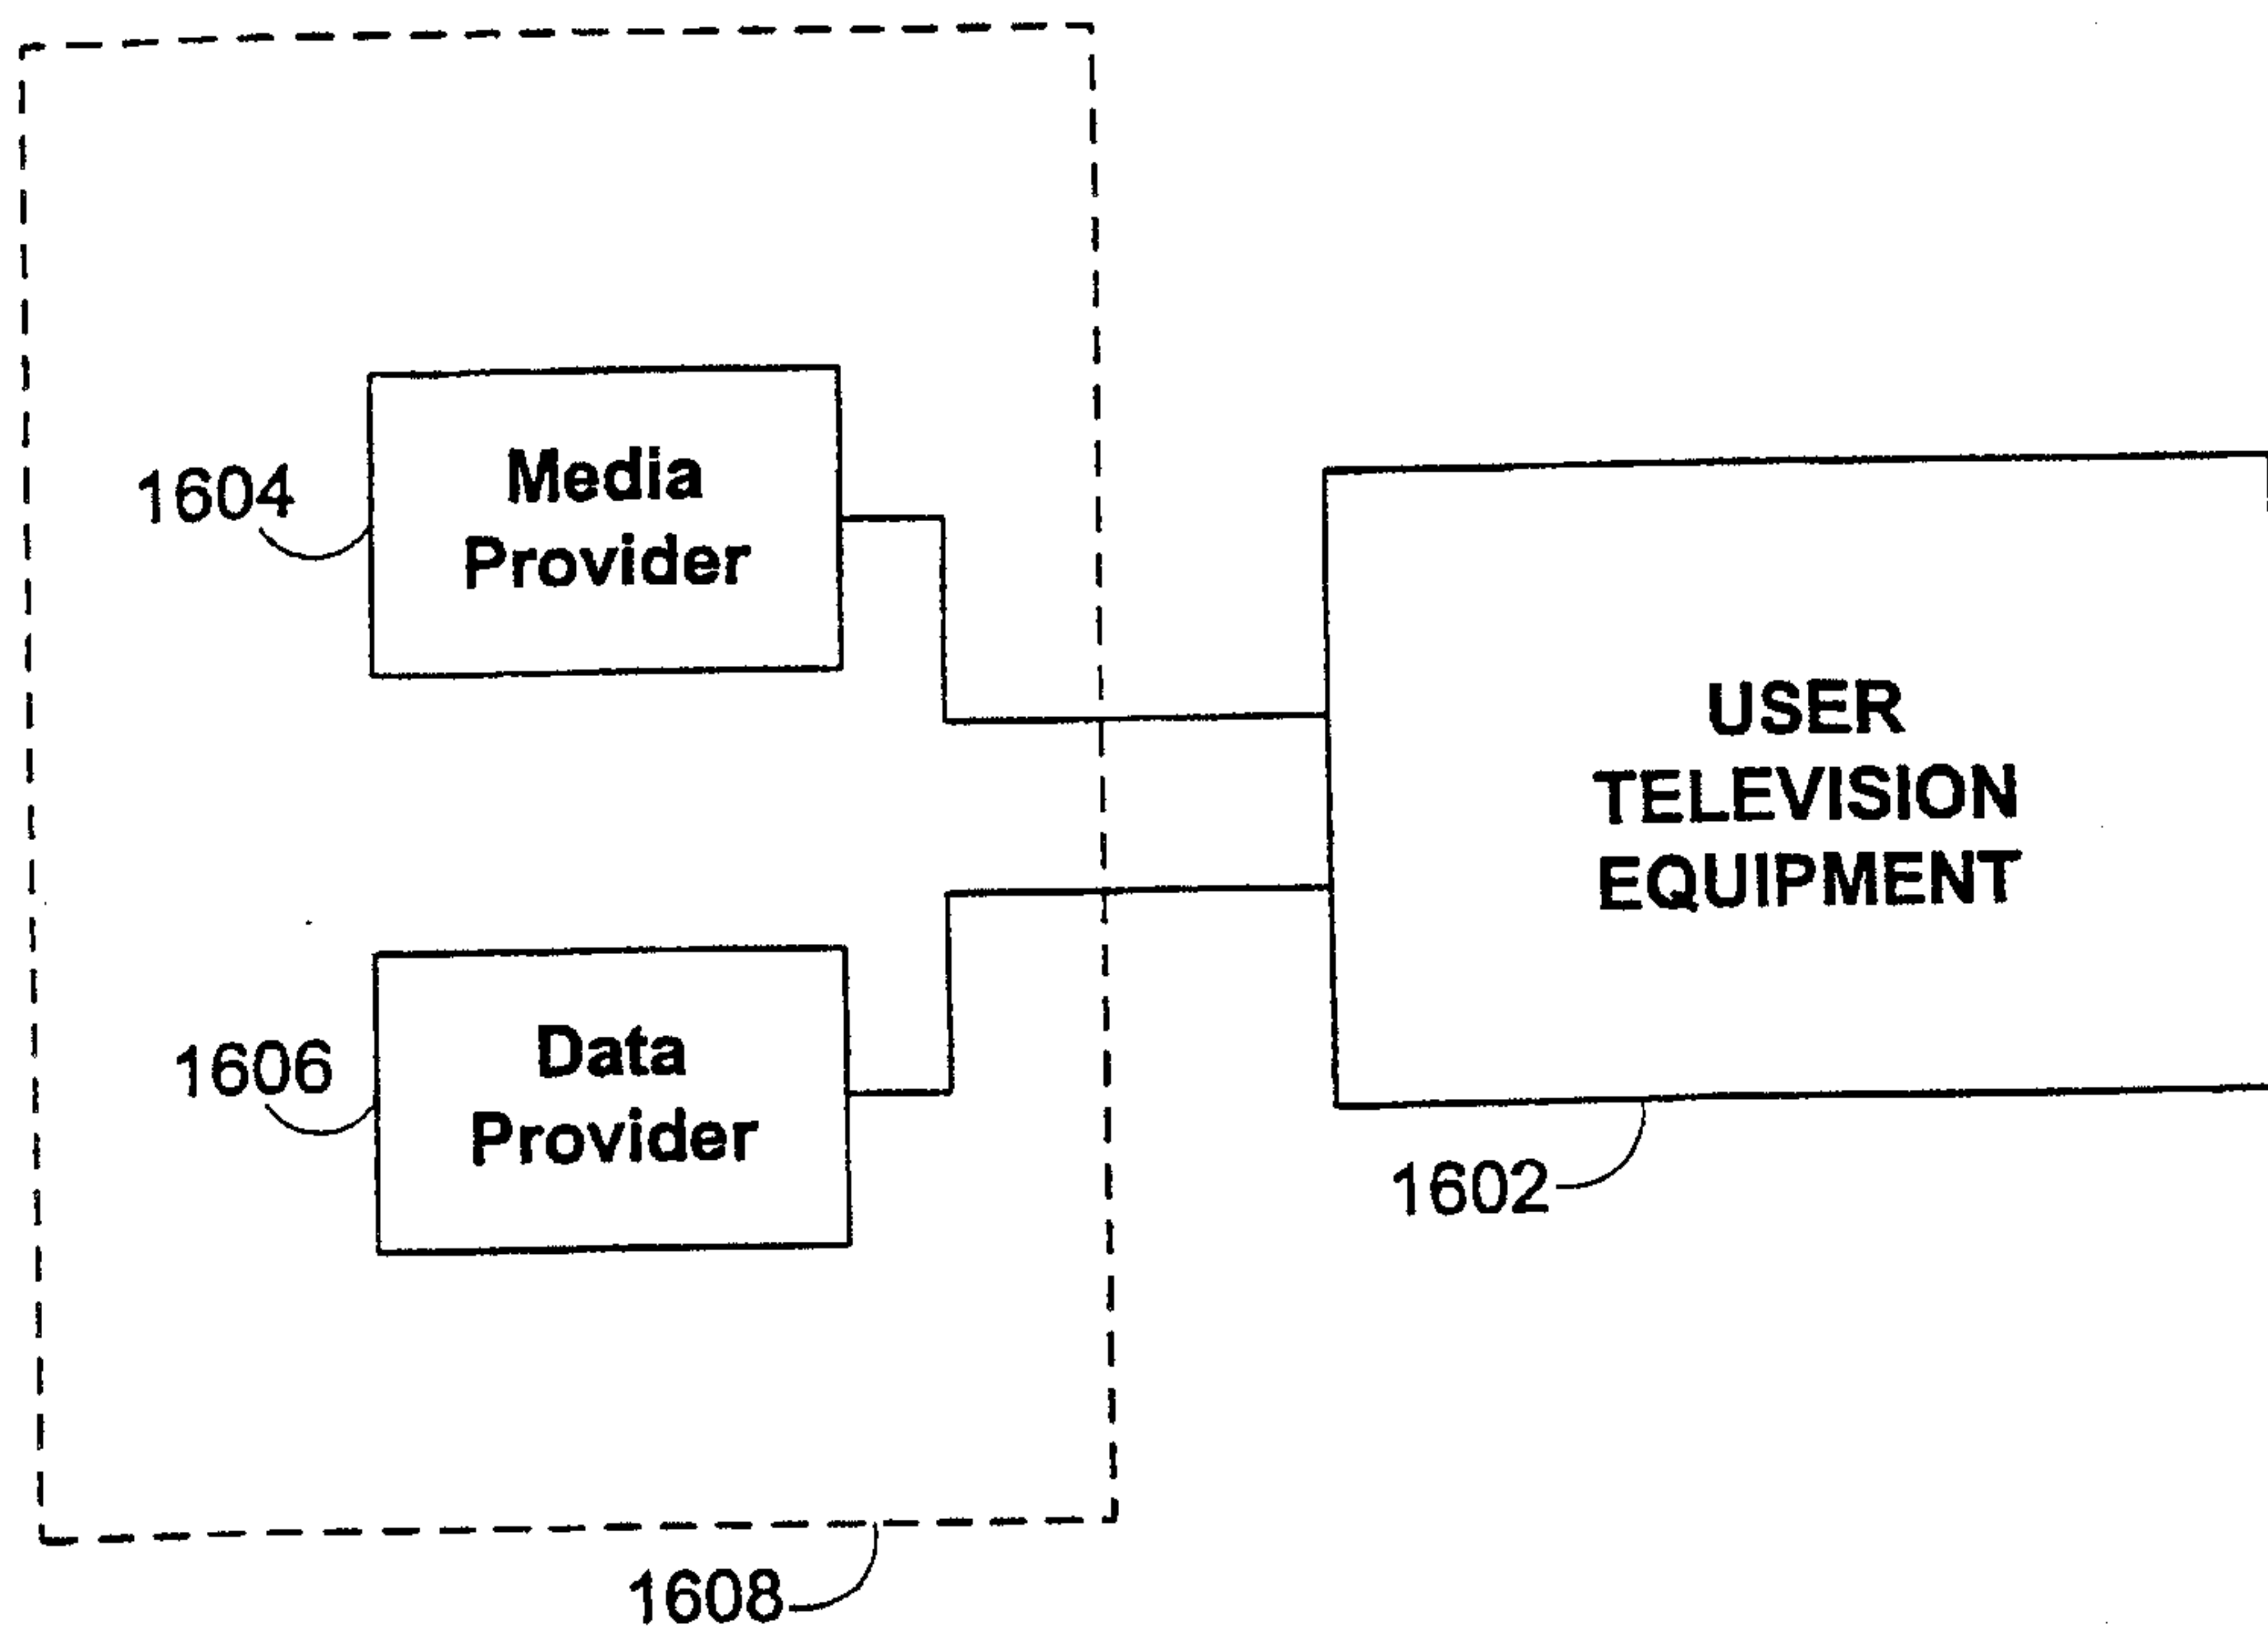 1604
Media
Provider
USER
TELEVISION
EQUIPMENT
1606
Data
Provider
1602
1608